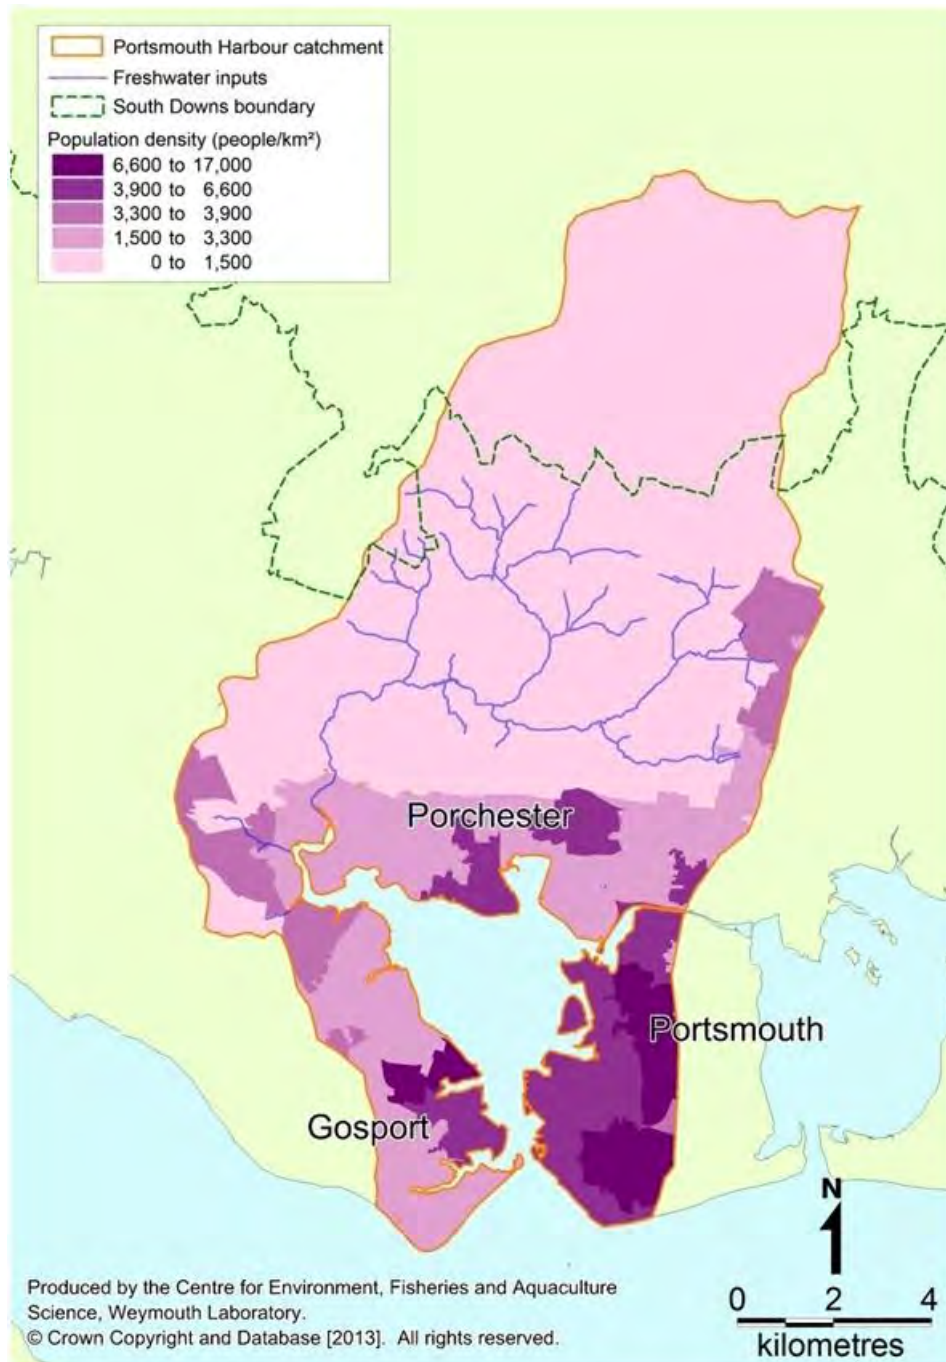 Portsmouth Harbour catchment
Freshwater inputs
South Downs boundary
Population density (people/km²)
6,600 to 17,000
3,900 to 6,600
3,300 to 3,900
1,500 to 3,300
0 to 1,500
Porchester
Portsmouth
Gosport
N
0 2 4
kilometres
Produced by the Centre for Environment, Fisheries and Aquaculture
Science, Weymouth Laboratory.
© Crown Copyright and Database [2013]. All rights reserved.